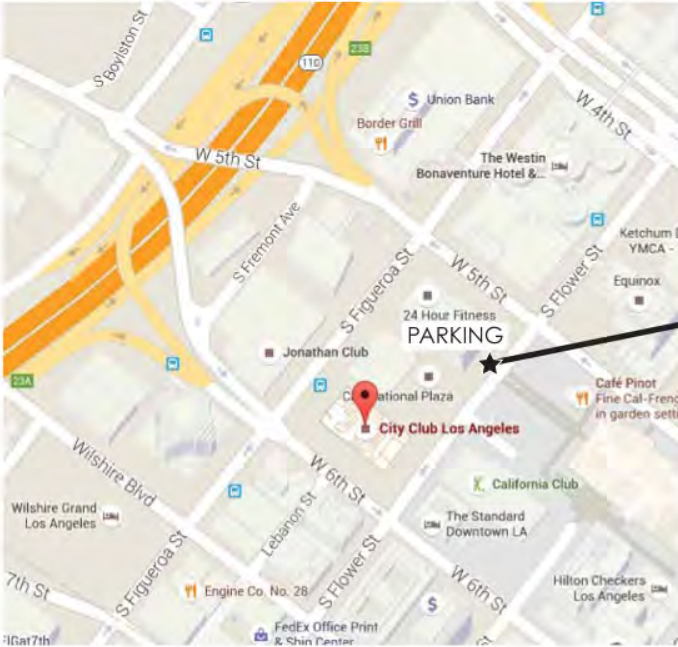 S Boylston St
110
23B
Union Bank
Border Grill
W 4th St
W 5th St
The Westin
Bonaventure Hotel &...
Ketchum
YMCA -
S Fremont Ave
S Figueroa St
W 5th St
S Flower St
Equinox
24 Hour Fitness
PARKING
Jonathan Club
23A
ational Plaza
Café Pinot
Fine Cal-Frenc
in garden setti
City Club Los Angeles
Wilshire Blvd
W 6th St
California Club
Wilshire Grand
Los Angeles
Lebanon St
The Standard
Downtown LA
S Figueroa St
S Flower St
W 6th St
7th St
Engine Co. No. 28
Hilton Checkers
Los Angeles
FIGat7th
FedEx Office Print
& Ship Center